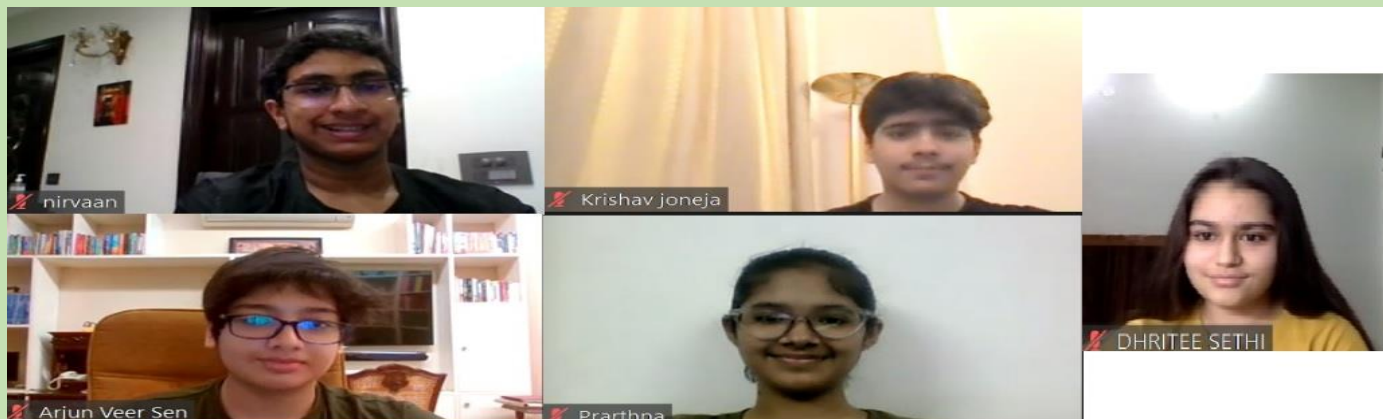 nirvaan
Krishav joneja
DHRITEE SETHI
Arjun Veer Sen
Prarthna